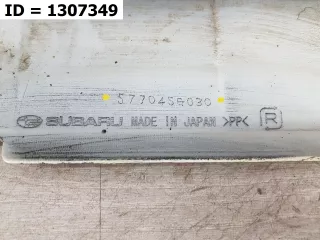 ID = 1307349
57704SG030
SUBARU MADE IN JAPAN >PP< R